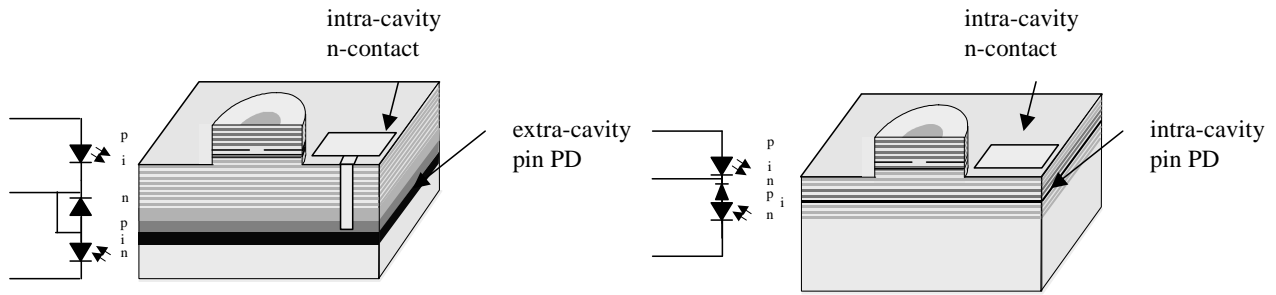 intra-cavity
n-contact
extra-cavity
pin PD
p
i
n
p
i
n
intra-cavity
n-contact
intra-cavity
pin PD
p
i
n
p
i
n